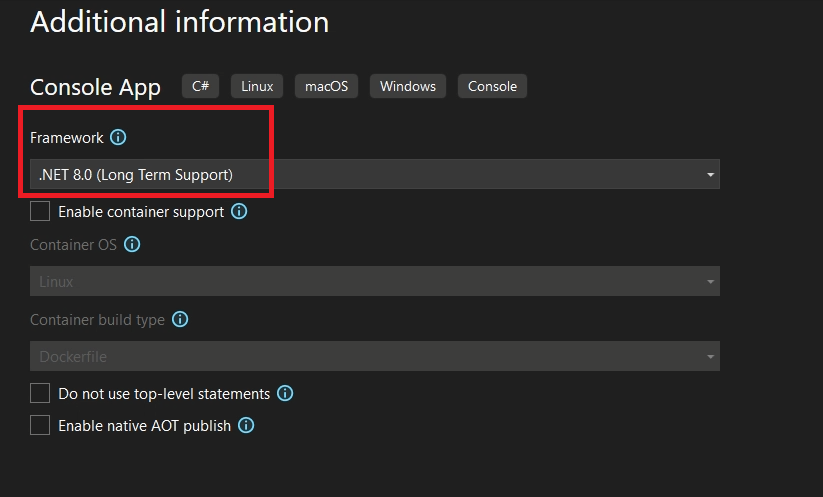 Additional information
Console App C# Linux macOS Windows Console
Framework
.NET 8.0 (Long Term Support)
Enable container support
Container OS
Linux
Container build type
Dockerfile
Do not use top-level statements
Enable native AOT publish